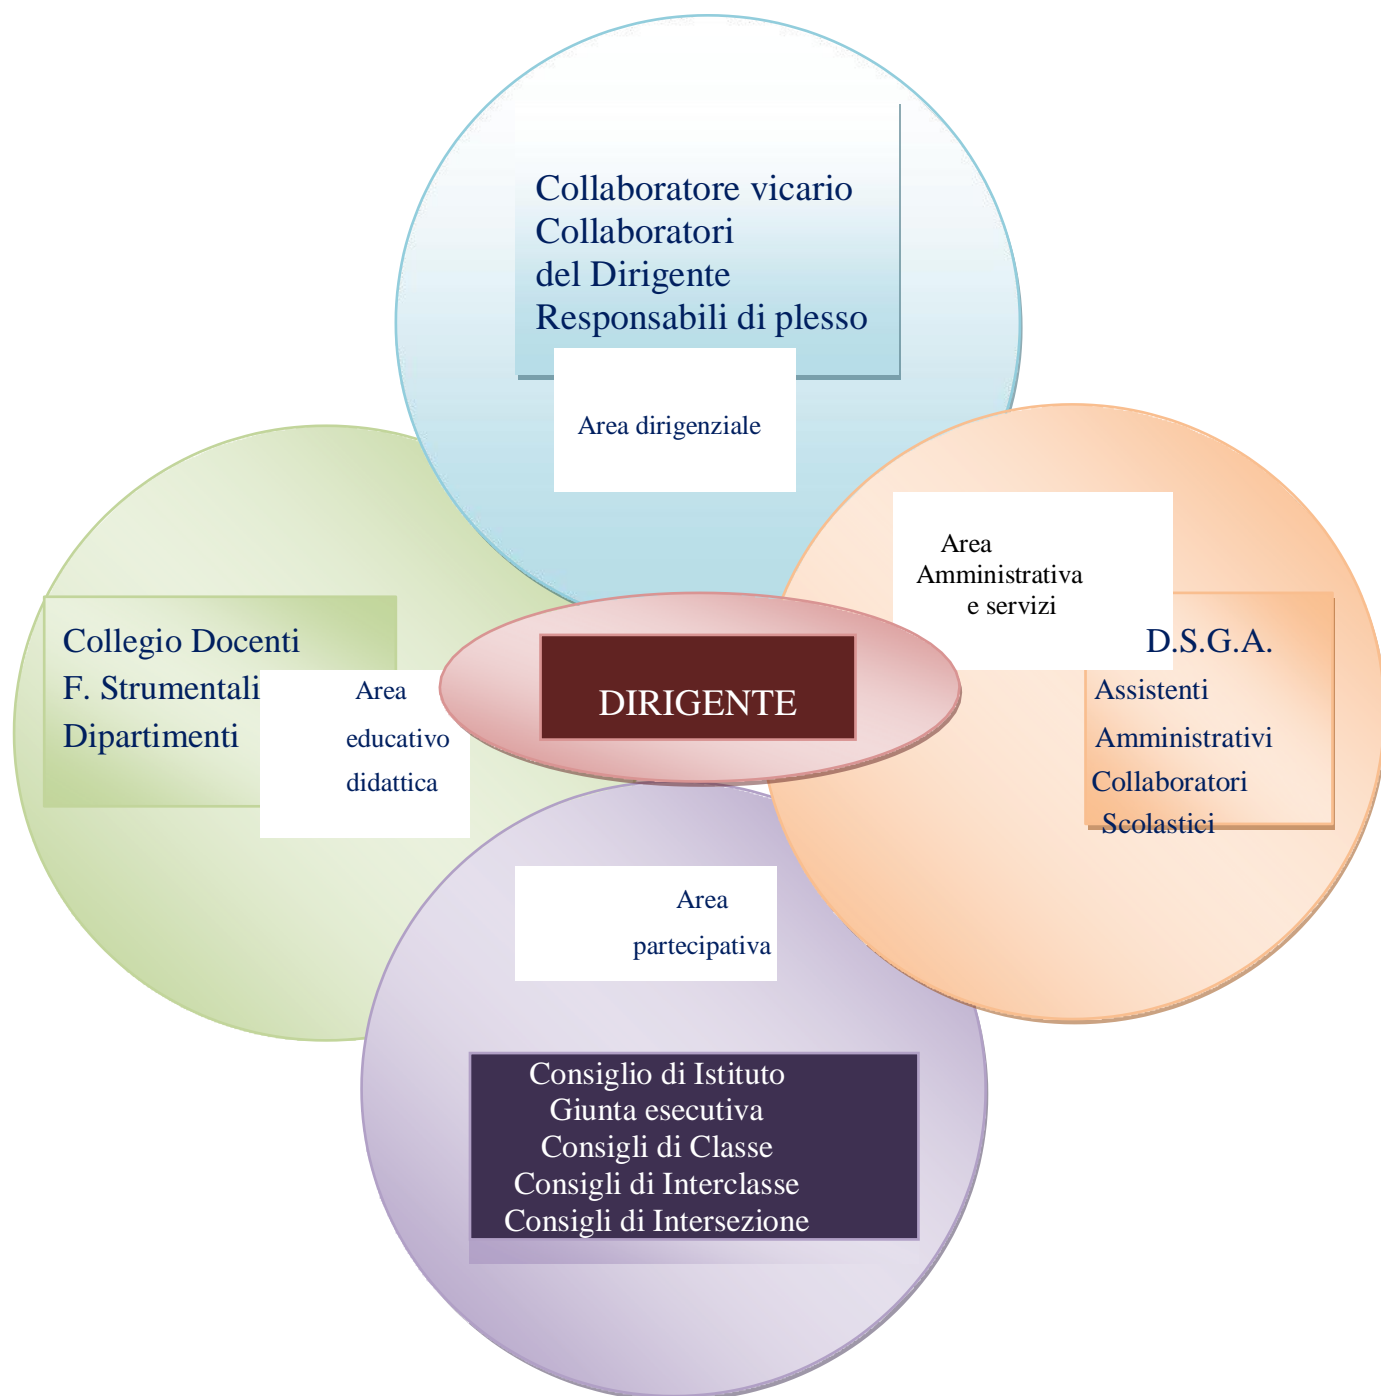 Collaboratore vicario
Collaboratori
del Dirigente
Responsabili di plesso
Area dirigenziale
Area
Amministrativa
e servizi
D.S.G.A.
Assistenti
Amministrativi
Collaboratori
Scolastici
Collegio Docenti
F. Strumentali
Dipartimenti
Area
educativo
didattica
DIRIGENTE
Area
partecipativa
Consiglio di Istituto
Giunta esecutiva
Consigli di Classe
Consigli di Interclasse
Consigli di Intersezione